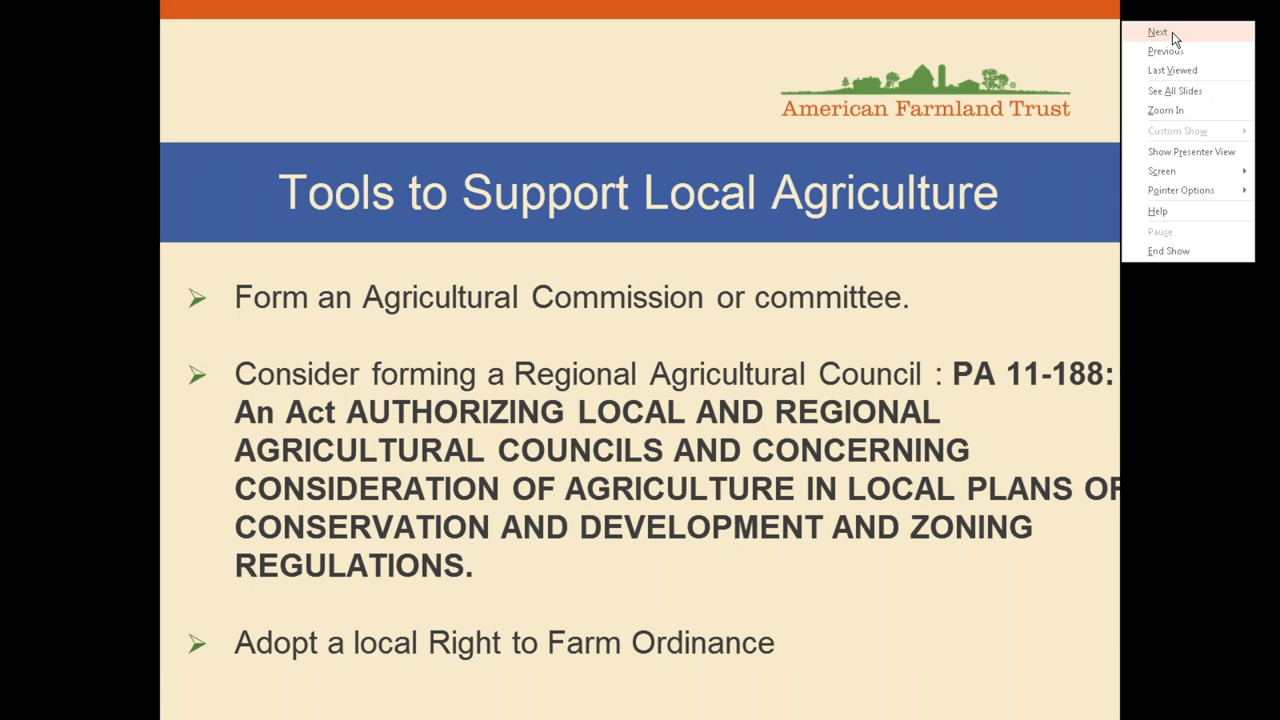 American Farmland Trust
Tools to Support Local Agriculture
Form an Agricultural Commission or committee.
Consider forming a Regional Agricultural Council : PA 11-188:
An Act AUTHORIZING LOCAL AND REGIONAL
AGRICULTURAL COUNCILS AND CONCERNING
CONSIDERATION OF AGRICULTURE IN LOCAL PLANS OF
CONSERVATION AND DEVELOPMENT AND ZONING
REGULATIONS.
Adopt a local Right to Farm Ordinance
Next
Previous
Last Viewed
See All Slides
Zoom In
Custom Show
Show Presenter View
Screen
Pointer Options
Help
Pause
End Show